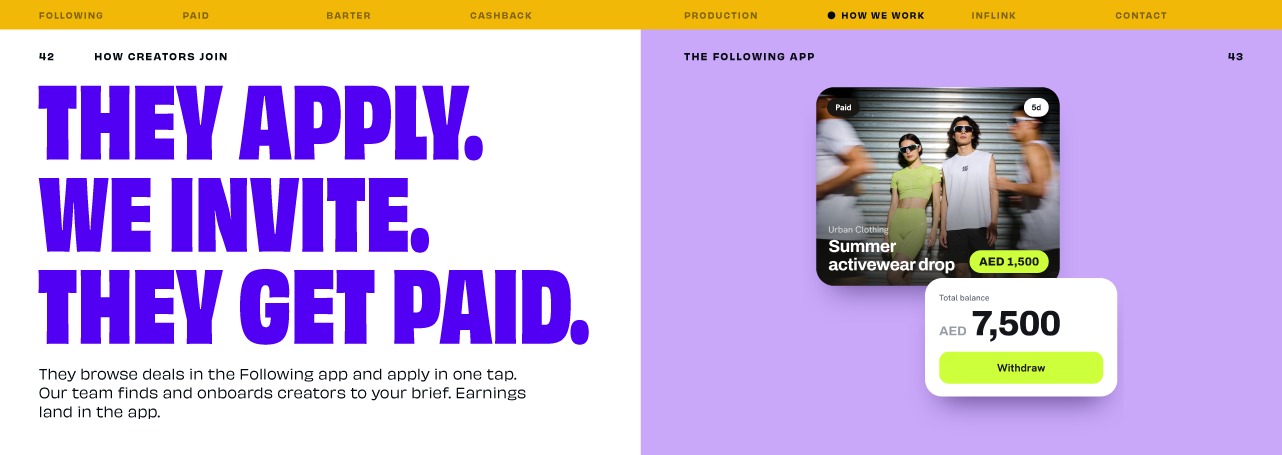 FOLLOWING PAID BARTER CASHBACK PRODUCTION HOW WE WORK INFLINK CONTACT
42 HOW CREATORS JOIN
THEY APPLY.
WE INVITE.
THEY GET PAID.
They browse deals in the Following app and apply in one tap.
Our team finds and onboards creators to your brief. Earnings
land in the app.
THE FOLLOWING APP 43
Paid 5d
Urban Clothing
Summer
activewear drop AED 1,500
Total balance
AED 7,500
Withdraw